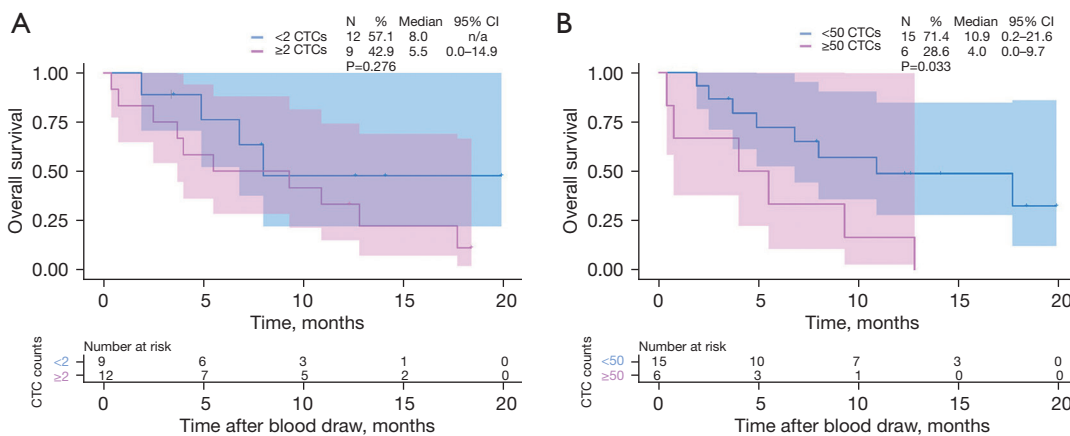 A
N % Median 95% CI
<2 CTCs 12 57.1 8.0 n/a
≥2 CTCs 9 42.9 5.5 0.0–14.9
P=0.276
1.00
0.75
0.50
0.25
0.00
Overall survival
0 5 10 15 20
Time, months
Number at risk
CTC counts
<2 9 6 3 1 0
≥2 12 7 5 2 0
0 5 10 15 20
Time after blood draw, months
B
N % Median 95% CI
<50 CTCs 15 71.4 10.9 0.2–21.6
≥50 CTCs 6 28.6 4.0 0.0–9.7
P=0.033
1.00
0.75
0.50
0.25
0.00
Overall survival
0 5 10 15 20
Time, months
Number at risk
CTC counts
<50 15 10 7 3 0
≥50 6 3 1 0 0
0 5 10 15 20
Time after blood draw, months